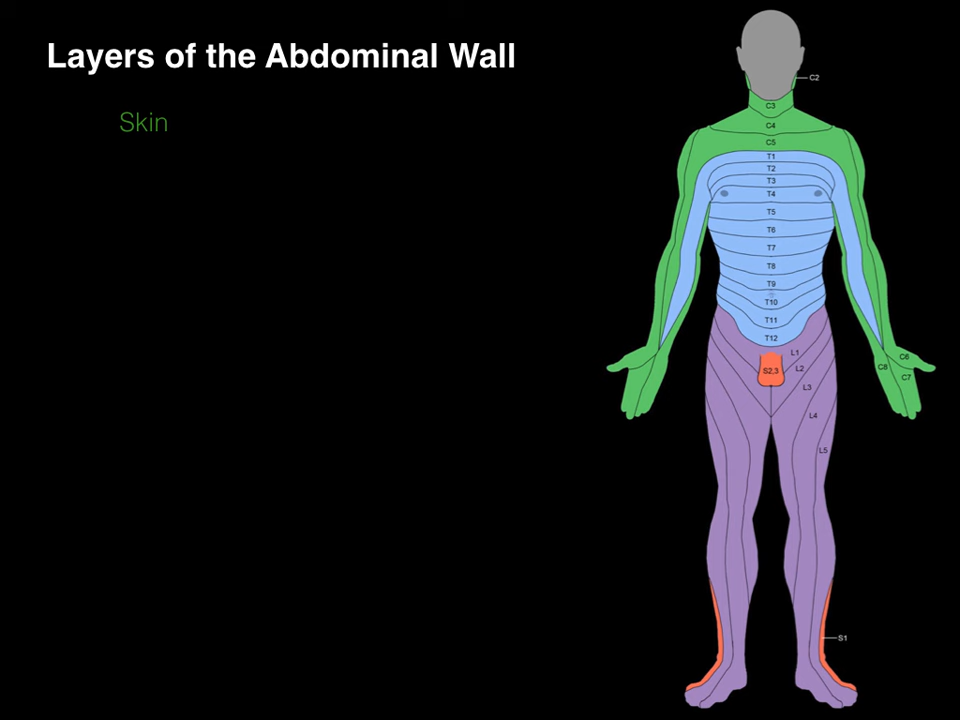 Layers of the Abdominal Wall
Skin
C2
C3
C4
C5
T1
T2
T3
T4
T5
T6
T7
T8
T9
T10
T11
T12
L1
S2,3
L2
L3
L4
L5
C6
C8
C7
S1